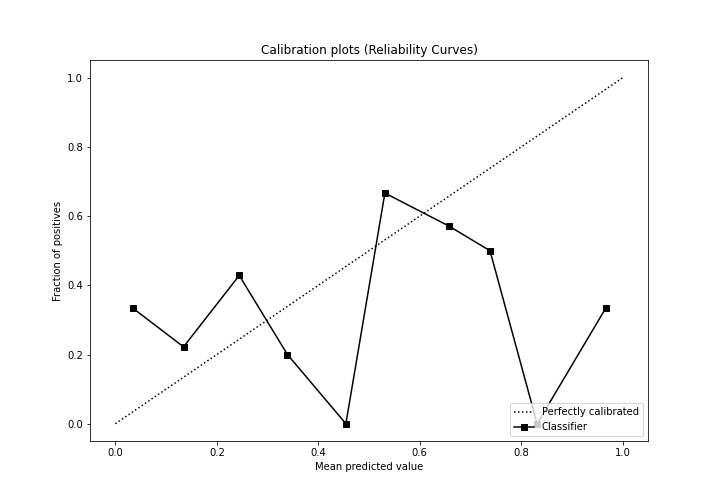 Calibration plots (Reliability Curves)
1.0
0.8
0.6
0.4
0.2
0.0
Fraction of positives
Perfectly calibrated
Classifier
0.0 0.2 0.4 0.6 0.8 1.0
Mean predicted value